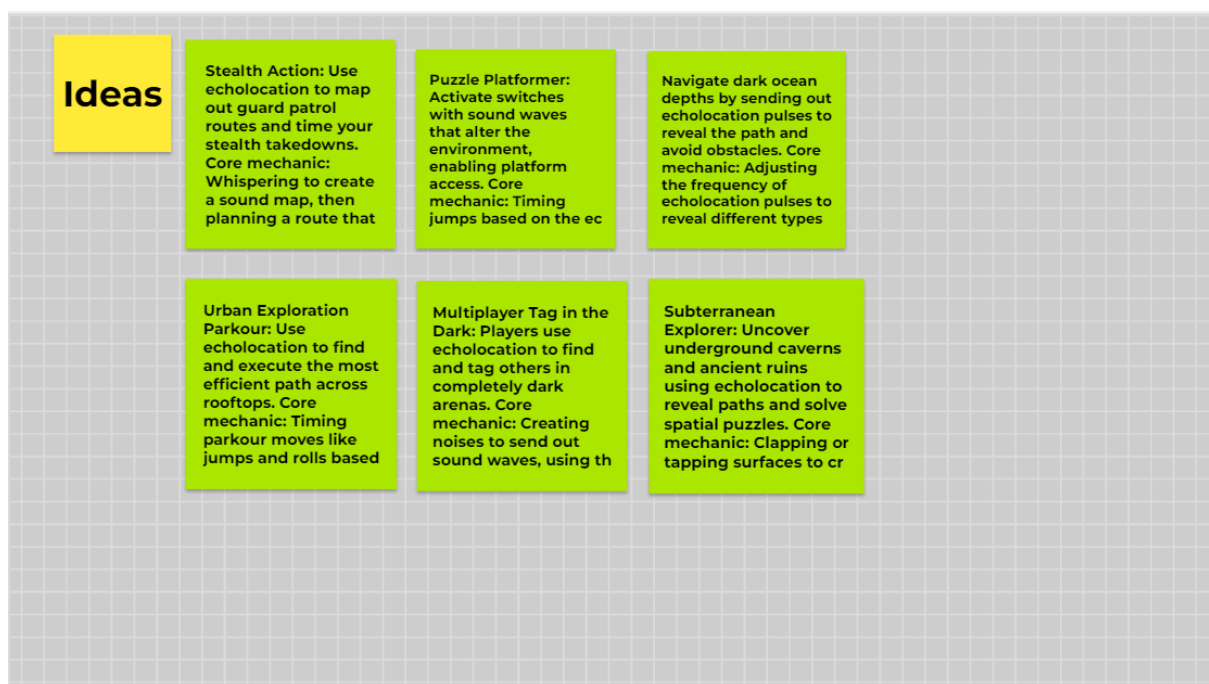 Ideas
Stealth Action: Use
echolocation to map
out guard patrol
routes and time your
stealth takedowns.
Core mechanic:
Whispering to create
a sound map, then
planning a route that
Puzzle Platformer:
Activate switches
with sound waves
that alter the
environment,
enabling platform
access. Core
mechanic: Timing
jumps based on the ec
Navigate dark ocean
depths by sending out
echolocation pulses to
reveal the path and
avoid obstacles. Core
mechanic: Adjusting
the frequency of
echolocation pulses to
reveal different types
Urban Exploration
Parkour: Use
echolocation to find
and execute the most
efficient path across
rooftops. Core
mechanic: Timing
parkour moves like
jumps and rolls based
Multiplayer Tag in the
Dark: Players use
echolocation to find
and tag others in
completely dark
arenas. Core
mechanic: Creating
noises to send out
sound waves, using th
Subterranean
Explorer: Uncover
underground caverns
and ancient ruins
using echolocation to
reveal paths and solve
spatial puzzles. Core
mechanic: Clapping or
tapping surfaces to cr